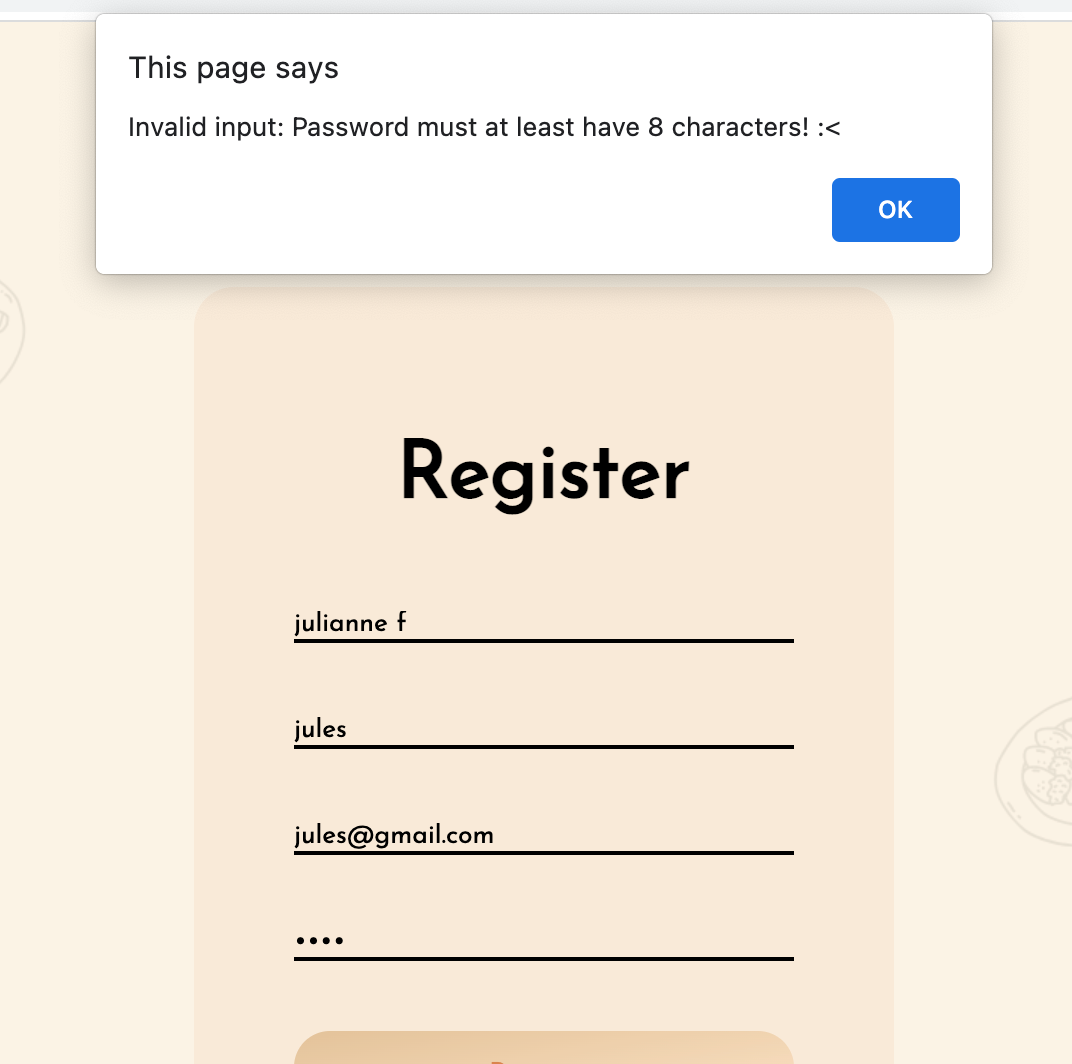 This page says
Invalid input: Password must at least have 8 characters! :<
OK
Register
julianne f
jules
jules@gmail.com
••••